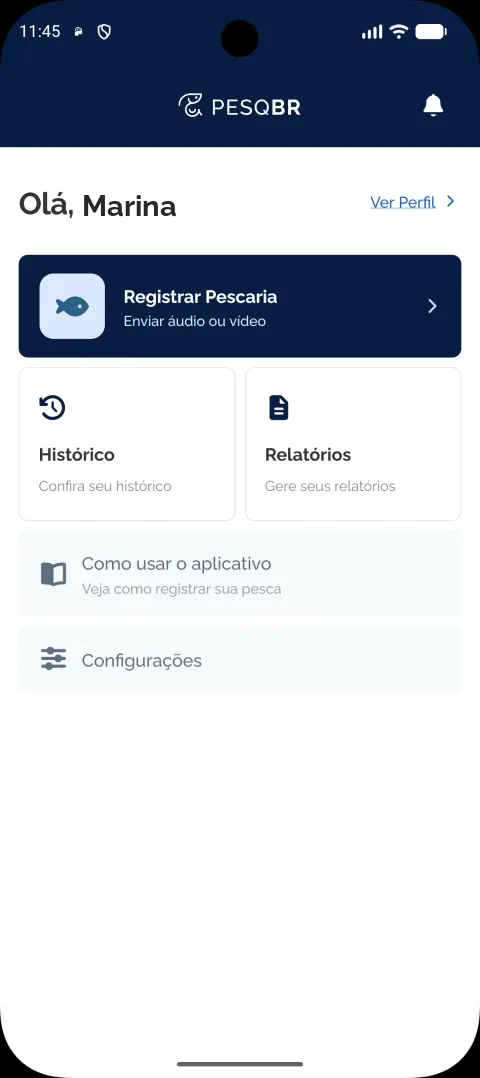 11:45
PESQBR
Olá, Marina
Ver Perfil
Registrar Pescaria
Enviar áudio ou vídeo
Histórico
Confira seu histórico
Relatórios
Gere seus relatórios
Como usar o aplicativo
Veja como registrar sua pesca
Configurações